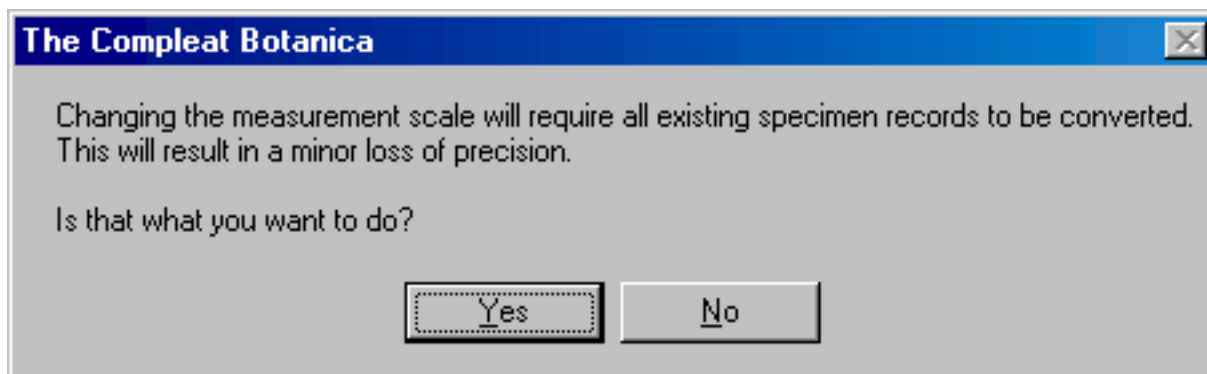 The Compleat Botanica
Changing the measurement scale will require all existing specimen records to be converted.
This will result in a minor loss of precision.
Is that what you want to do?
Yes
No